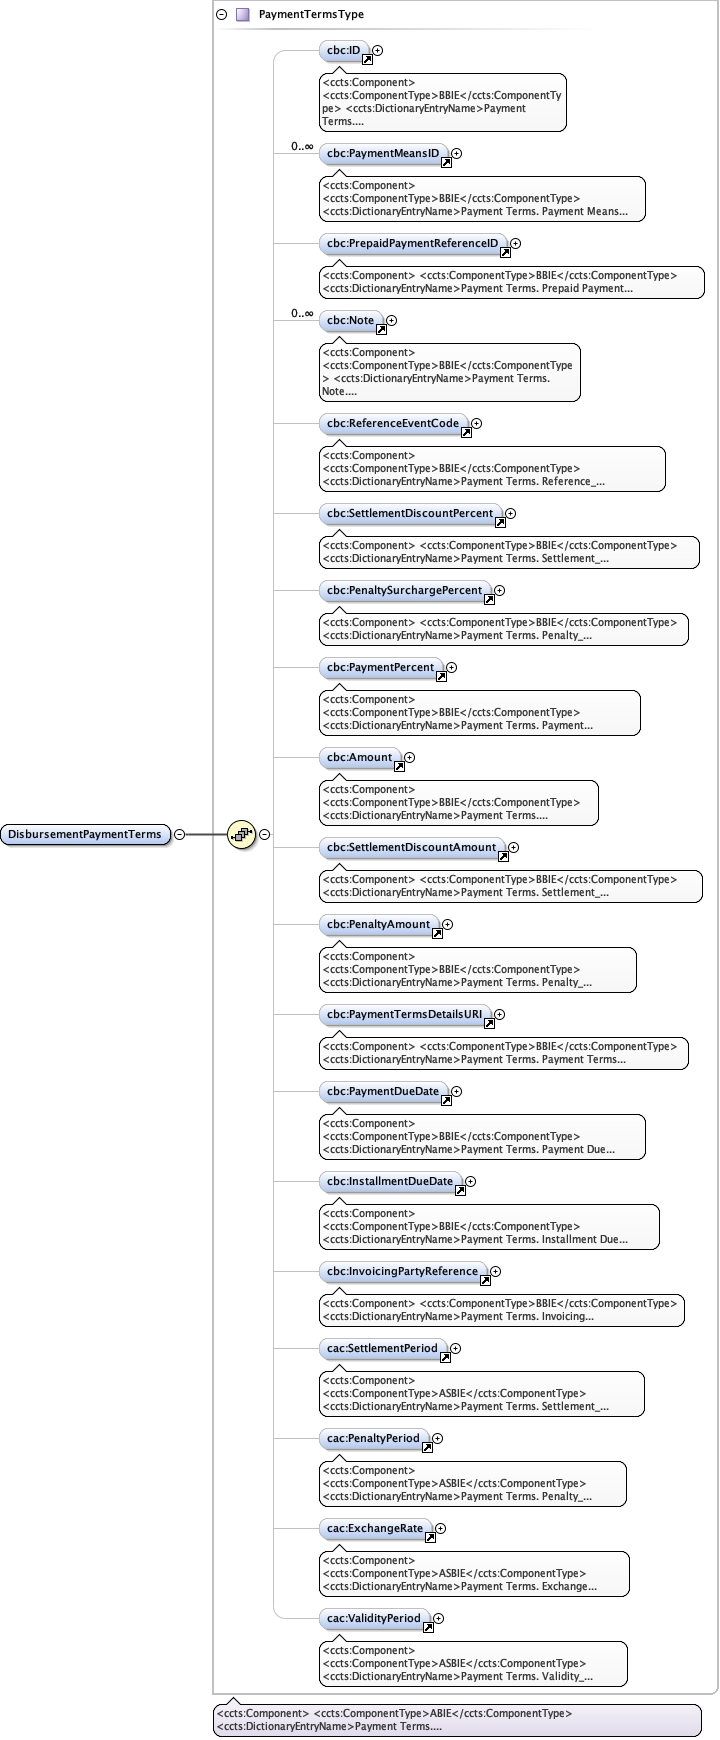 PaymentTermsType
cbc:ID
<ccts:Component>
<ccts:ComponentType>BBIE</ccts:ComponentTy
pe> <ccts:DictionaryEntryName>Payment
Terms....
0..∞
cbc:PaymentMeansID
<ccts:Component>
<ccts:ComponentType>BBIE</ccts:ComponentType>
<ccts:DictionaryEntryName>Payment Terms. Payment Means...
cbc:PrepaidPaymentReferenceID
<ccts:Component> <ccts:ComponentType>BBIE</ccts:ComponentType>
<ccts:DictionaryEntryName>Payment Terms. Prepaid Payment...
0..∞
cbc:Note
<ccts:Component>
<ccts:ComponentType>BBIE</ccts:ComponentType
> <ccts:DictionaryEntryName>Payment Terms.
Note....
cbc:ReferenceEventCode
<ccts:Component>
<ccts:ComponentType>BBIE</ccts:ComponentType>
<ccts:DictionaryEntryName>Payment Terms. Reference_...
cbc:SettlementDiscountPercent
<ccts:Component> <ccts:ComponentType>BBIE</ccts:ComponentType>
<ccts:DictionaryEntryName>Payment Terms. Settlement_...
cbc:PenaltySurchargePercent
<ccts:Component> <ccts:ComponentType>BBIE</ccts:ComponentType>
<ccts:DictionaryEntryName>Payment Terms. Penalty_...
cbc:PaymentPercent
<ccts:Component>
<ccts:ComponentType>BBIE</ccts:ComponentType>
<ccts:DictionaryEntryName>Payment Terms. Payment...
cbc:Amount
<ccts:Component>
<ccts:ComponentType>BBIE</ccts:ComponentType>
<ccts:DictionaryEntryName>Payment Terms....
DisbursementPaymentTerms
cbc:SettlementDiscountAmount
<ccts:Component> <ccts:ComponentType>BBIE</ccts:ComponentType>
<ccts:DictionaryEntryName>Payment Terms. Settlement_...
cbc:PenaltyAmount
<ccts:Component>
<ccts:ComponentType>BBIE</ccts:ComponentType>
<ccts:DictionaryEntryName>Payment Terms. Penalty_...
cbc:PaymentTermsDetailsURI
<ccts:Component> <ccts:ComponentType>BBIE</ccts:ComponentType>
<ccts:DictionaryEntryName>Payment Terms. Payment Terms...
cbc:PaymentDueDate
<ccts:Component>
<ccts:ComponentType>BBIE</ccts:ComponentType>
<ccts:DictionaryEntryName>Payment Terms. Payment Due...
cbc:InstallmentDueDate
<ccts:Component>
<ccts:ComponentType>BBIE</ccts:ComponentType>
<ccts:DictionaryEntryName>Payment Terms. Installment Due...
cbc:InvoicingPartyReference
<ccts:Component> <ccts:ComponentType>BBIE</ccts:ComponentType>
<ccts:DictionaryEntryName>Payment Terms. Invoicing...
cac:SettlementPeriod
<ccts:Component>
<ccts:ComponentType>ASBIE</ccts:ComponentType>
<ccts:DictionaryEntryName>Payment Terms. Settlement_...
cac:PenaltyPeriod
<ccts:Component>
<ccts:ComponentType>ASBIE</ccts:ComponentType>
<ccts:DictionaryEntryName>Payment Terms. Penalty_...
cac:ExchangeRate
<ccts:Component>
<ccts:ComponentType>ASBIE</ccts:ComponentType>
<ccts:DictionaryEntryName>Payment Terms. Exchange...
cac:ValidityPeriod
<ccts:Component>
<ccts:ComponentType>ASBIE</ccts:ComponentType>
<ccts:DictionaryEntryName>Payment Terms. Validity_...
<ccts:Component> <ccts:ComponentType>ABIE</ccts:ComponentType>
<ccts:DictionaryEntryName>Payment Terms....